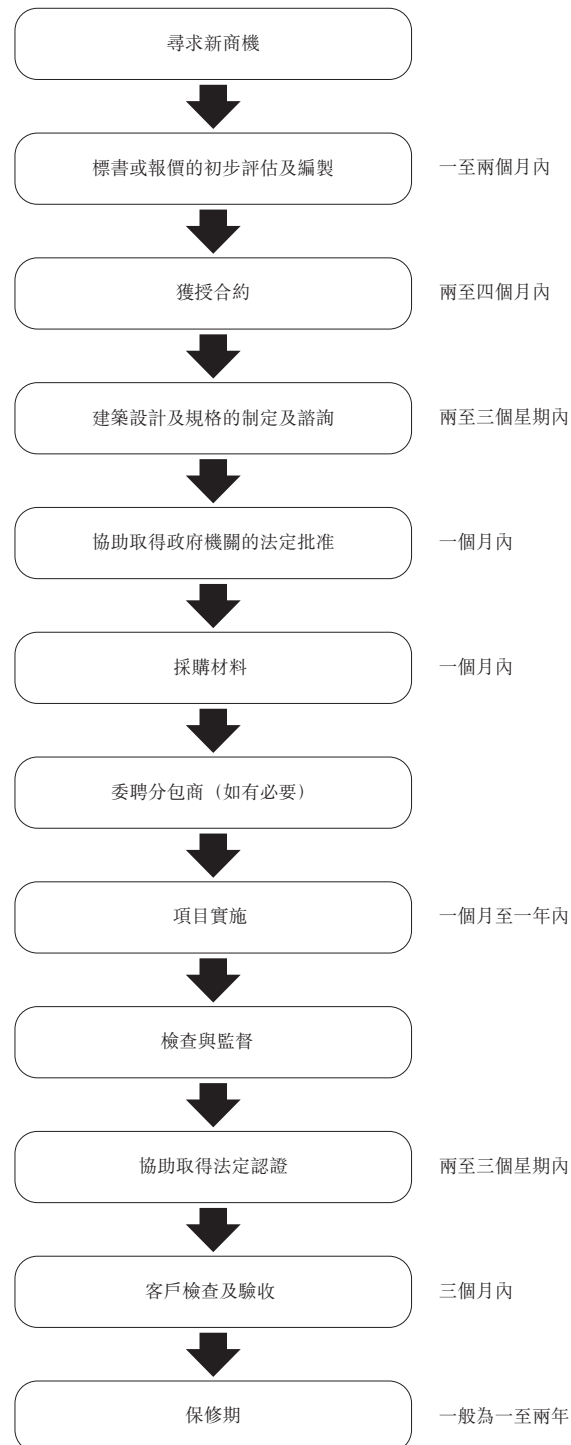 尋求新商機
標書或報價的初步評估及編製
一至兩個月內
獲授合約
兩至四個月內
建築設計及規格的制定及諮詢
兩至三個星期內
協助取得政府機關的法定批准
一個月內
採購材料
一個月內
委聘分包商（如有必要）
項目實施
一個月至一年內
檢查與監督
協助取得法定認證
兩至三個星期內
客戶檢查及驗收
三個月內
保修期
一般為一至兩年